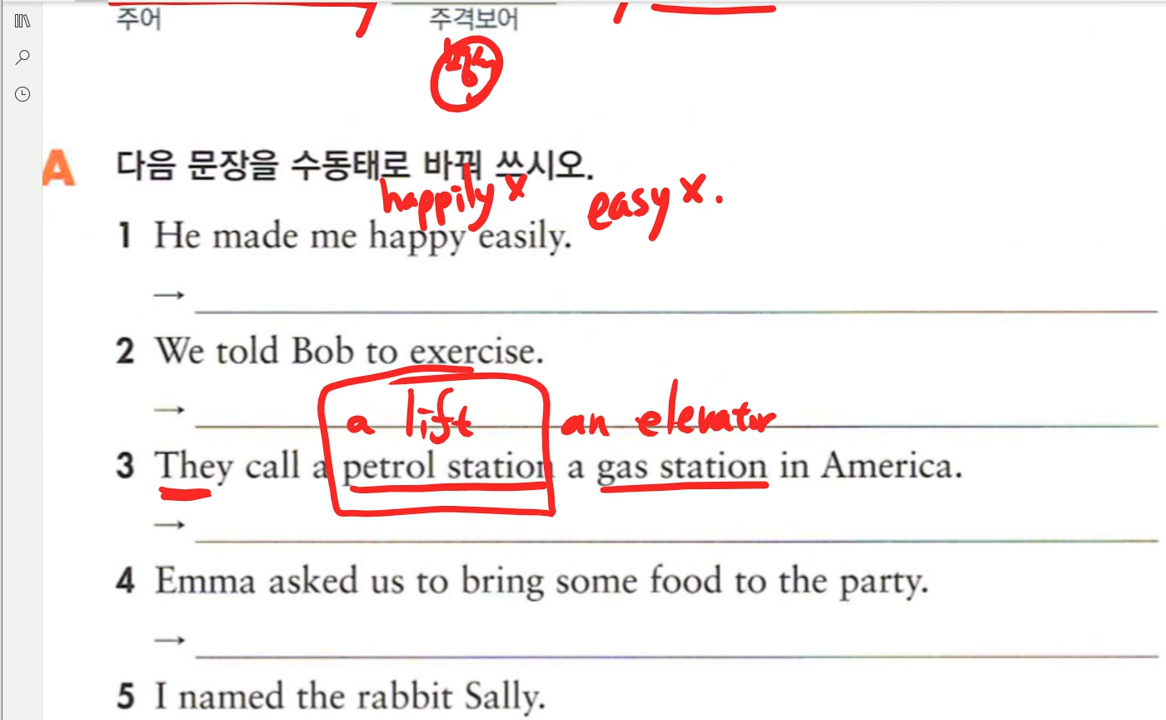 주어 주격보어
A 다음 문장을 수동태로 바꿔 쓰시오.
happily x easy x.
1 He made me happy easily.
→
2 We told Bob to exercise.
→ a lift an elevator
3 They call a petrol station a gas station in America.
→
4 Emma asked us to bring some food to the party.
→
5 I named the rabbit Sally.